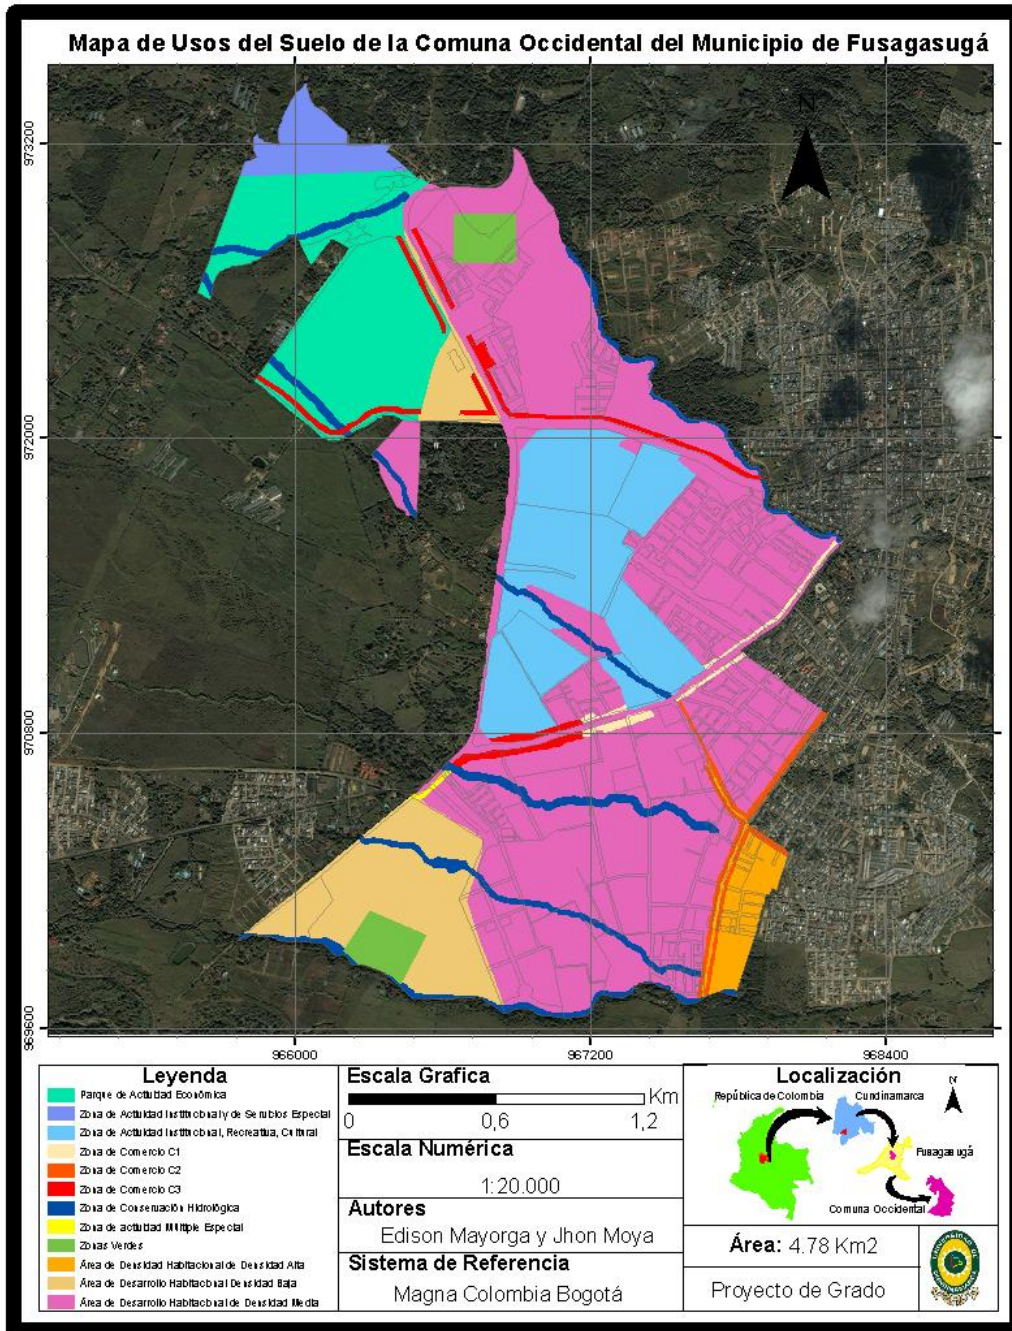 Mapa de Usos del Suelo de la Comuna Occidental del Municipio de Fusagasugá
N
973200
972000
970800
969600
966000
967200
968400
Leyenda
Parque de Actividad Económica
Zona de Actividad Institucional y de Servicios Especial
Zona de Actividad Institucional, Recreativa, Cultural
Zona de Comercio C1
Zona de Comercio C2
Zona de Comercio C3
Zona de Conservación Hidrológica
Zona de actividad Múltiple Especial
Zonas Verdes
Área de Densidad Habitacional de Densidad Alta
Área de Desarrollo Habitacional Densidad Baja
Área de Desarrollo Habitacional de Densidad Media
Escala Grafica
Km
0 0,6 1,2
Escala Numérica
1:20.000
Autores
Edison Mayorga y Jhon Moya
Sistema de Referencia
Magna Colombia Bogotá
Localización
N
República de Colombia
Cundinamarca
Fusagasugá
Comuna Occidental
Área: 4.78 Km2
Proyecto de Grado